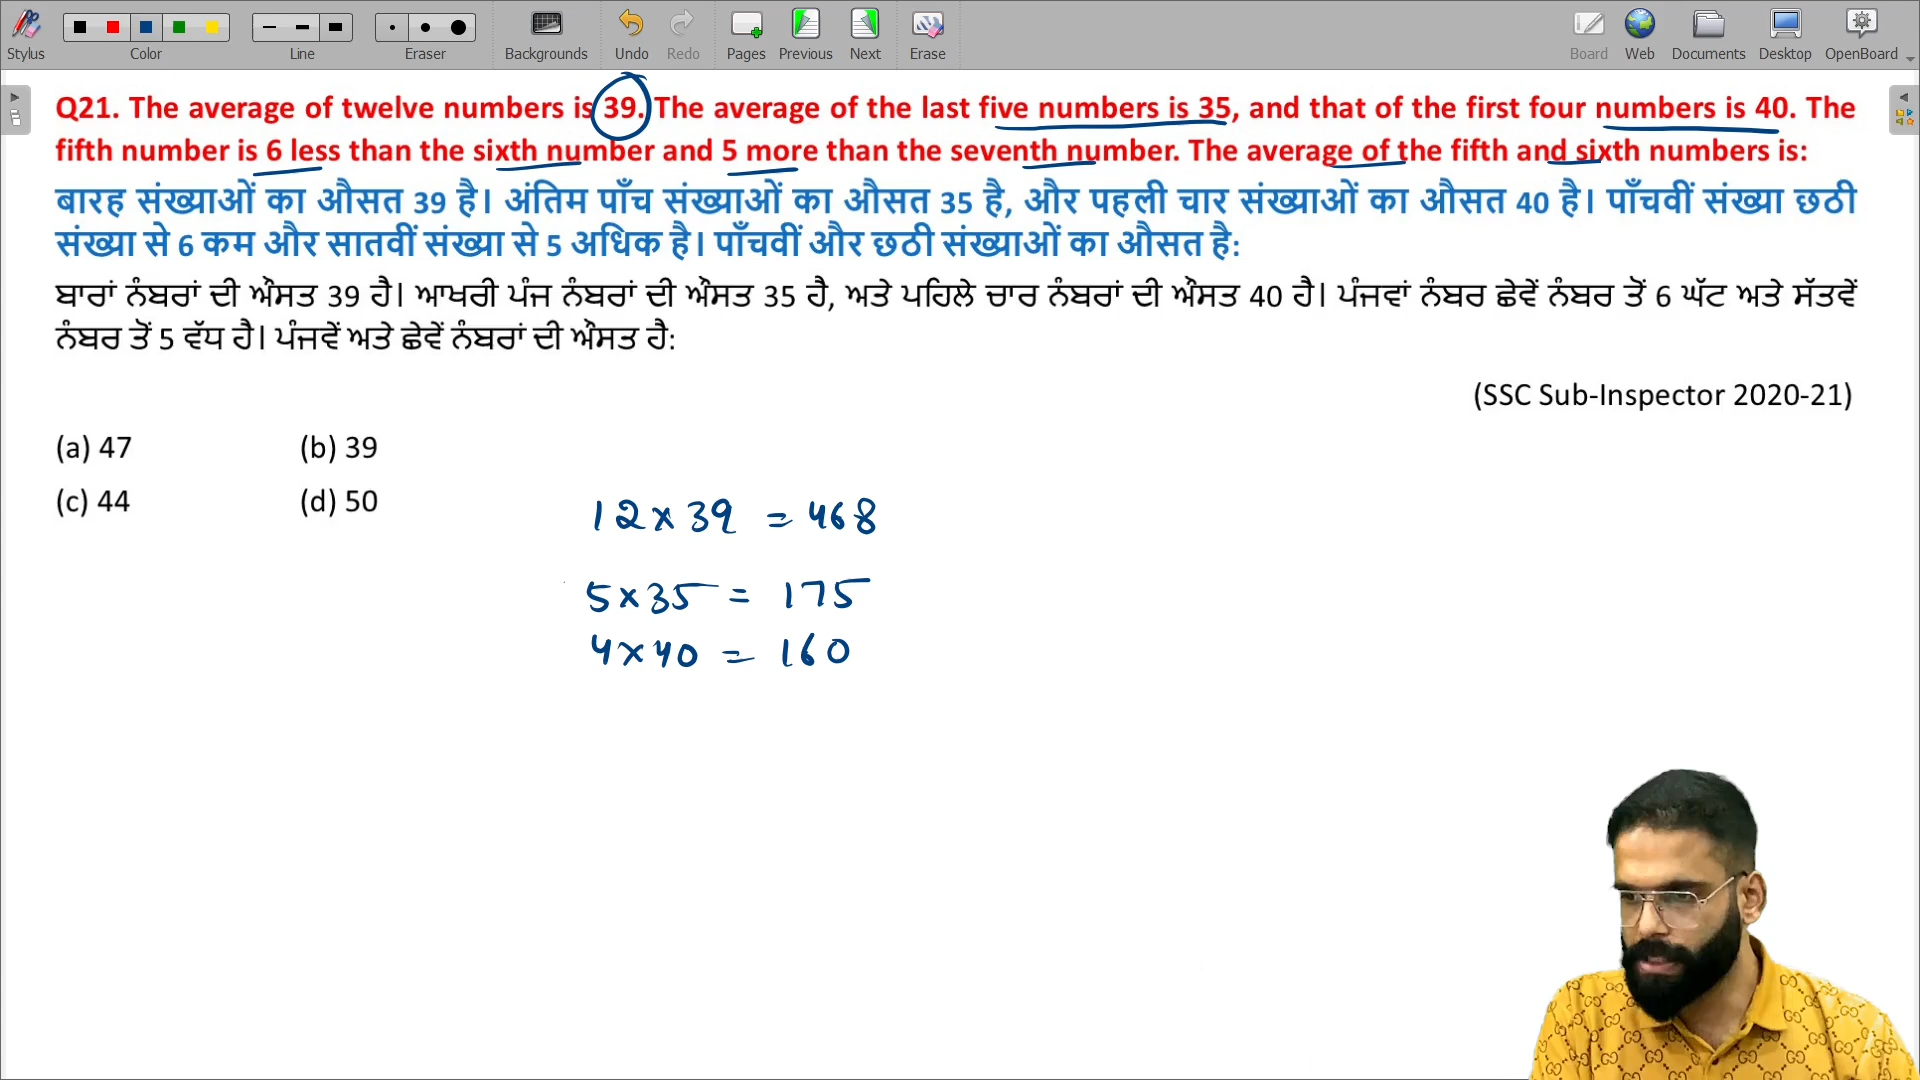 Stylus Color Line Eraser Backgrounds Undo Redo Pages Previous Next Erase Board Web Documents Desktop OpenBoard
Q21. The average of twelve numbers is 39. The average of the last five numbers is 35, and that of the first four numbers is 40. The
fifth number is 6 less than the sixth number and 5 more than the seventh number. The average of the fifth and sixth numbers is:
बारह संख्याओं का औसत 39 है। अंतिम पाँच संख्याओं का औसत 35 है, और पहली चार संख्याओं का औसत 40 है। पाँचवीं संख्या छठी
संख्या से 6 कम और सातवीं संख्या से 5 अधिक है। पाँचवीं और छठी संख्याओं का औसत है:
ਬਾਰਾਂ ਨੰਬਰਾਂ ਦੀ ਔਸਤ 39 ਹੈ। ਆਖਰੀ ਪੰਜ ਨੰਬਰਾਂ ਦੀ ਔਸਤ 35 ਹੈ, ਅਤੇ ਪਹਿਲੇ ਚਾਰ ਨੰਬਰਾਂ ਦੀ ਔਸਤ 40 ਹੈ। ਪੰਜਵਾਂ ਨੰਬਰ ਛੇਵੇਂ ਨੰਬਰ ਤੋਂ 6 ਘੱਟ ਅਤੇ ਸੱਤਵੇਂ
ਨੰਬਰ ਤੋਂ 5 ਵੱਧ ਹੈ। ਪੰਜਵੇਂ ਅਤੇ ਛੇਵੇਂ ਨੰਬਰਾਂ ਦੀ ਔਸਤ ਹੈ:
(SSC Sub-Inspector 2020-21)
(a) 47 (b) 39
(c) 44 (d) 50
12×39 = 468
5×35 = 175
4×40 = 160